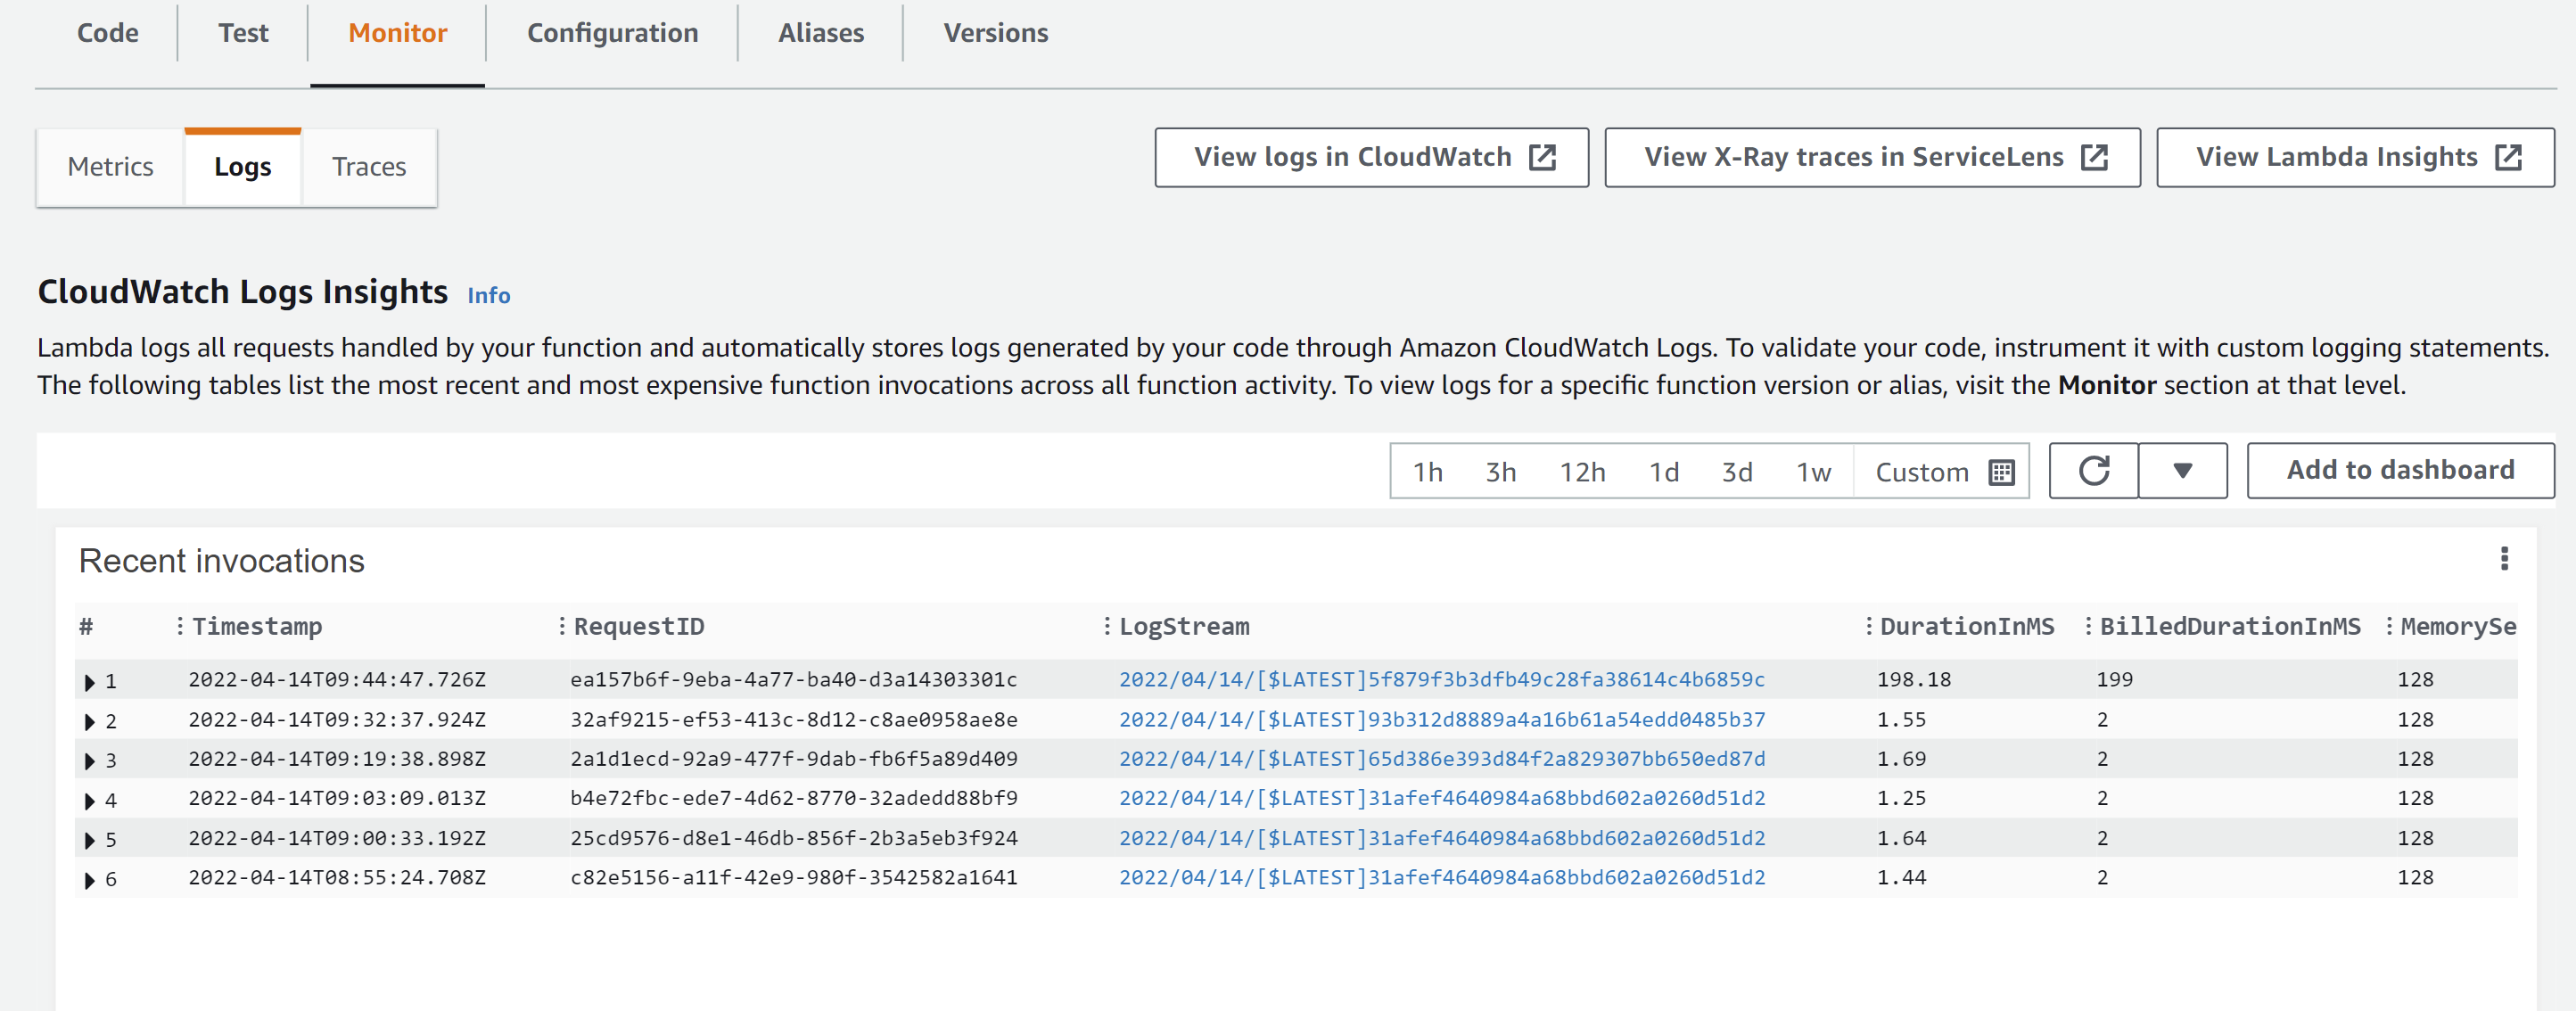 Code Test Monitor Configuration Aliases Versions
Metrics Logs Traces View logs in CloudWatch View X-Ray traces in ServiceLens View Lambda Insights
CloudWatch Logs Insights Info
Lambda logs all requests handled by your function and automatically stores logs generated by your code through Amazon CloudWatch Logs. To validate your code, instrument it with custom logging statements.
The following tables list the most recent and most expensive function invocations across all function activity. To view logs for a specific function version or alias, visit the Monitor section at that level.
1h 3h 12h 1d 3d 1w Custom Add to dashboard
Recent invocations
# Timestamp RequestID LogStream DurationInMS BilledDurationInMS MemorySe
1 2022-04-14T09:44:47.726Z ea157b6f-9eba-4a77-ba40-d3a14303301c 2022/04/14/[$LATEST]5f879f3b3dfb49c28fa38614c4b6859c 198.18 199 128
2 2022-04-14T09:32:37.924Z 32af9215-ef53-413c-8d12-c8ae0958ae8e 2022/04/14/[$LATEST]93b312d8889a4a16b61a54edd0485b37 1.55 2 128
3 2022-04-14T09:19:38.898Z 2a1d1ecd-92a9-477f-9dab-fb6f5a89d409 2022/04/14/[$LATEST]65d386e393d84f2a829307bb650ed87d 1.69 2 128
4 2022-04-14T09:03:09.013Z b4e72fbc-ede7-4d62-8770-32adedd88bf9 2022/04/14/[$LATEST]31afef4640984a68bbd602a0260d51d2 1.25 2 128
5 2022-04-14T09:00:33.192Z 25cd9576-d8e1-46db-856f-2b3a5eb3f924 2022/04/14/[$LATEST]31afef4640984a68bbd602a0260d51d2 1.64 2 128
6 2022-04-14T08:55:24.708Z c82e5156-a11f-42e9-980f-3542582a1641 2022/04/14/[$LATEST]31afef4640984a68bbd602a0260d51d2 1.44 2 128